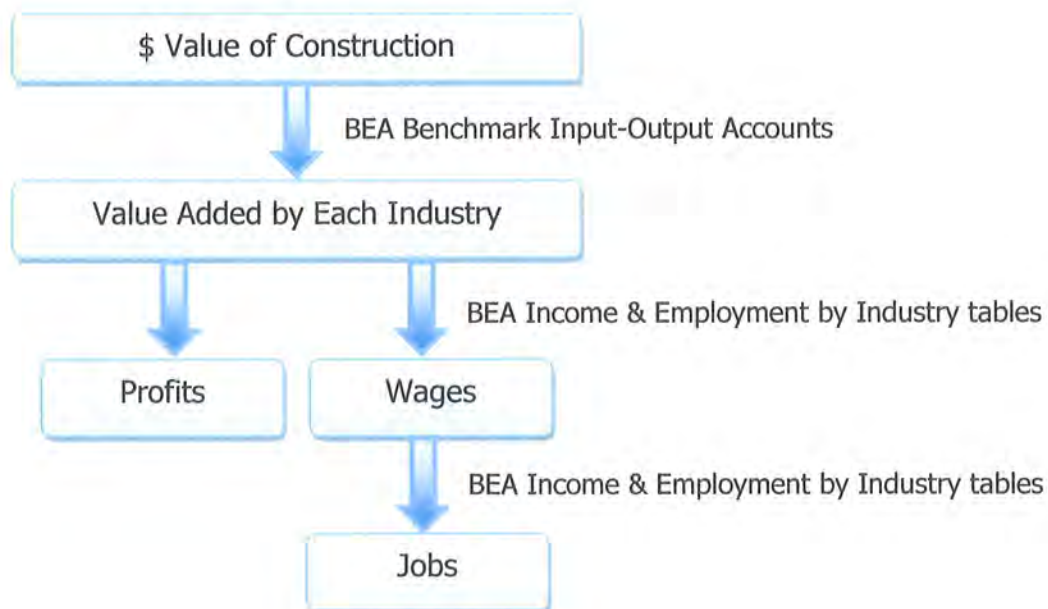 $ Value of Construction
BEA Benchmark Input-Output Accounts
Value Added by Each Industry
BEA Income & Employment by Industry tables
Profits
Wages
BEA Income & Employment by Industry tables
Jobs